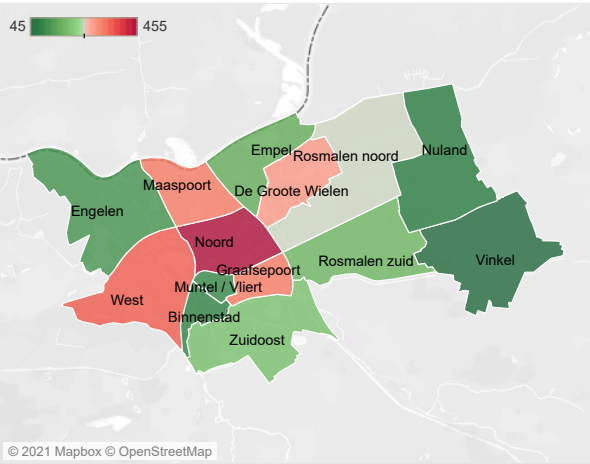 45 455
Empel
Rosmalen noord
Nuland
Maaspoort
De Groote Wielen
Engelen
Noord
Rosmalen zuid
Vinkel
Graafsepoort
Muntel / Vliert
West
Binnenstad
Zuidoost
© 2021 Mapbox © OpenStreetMap